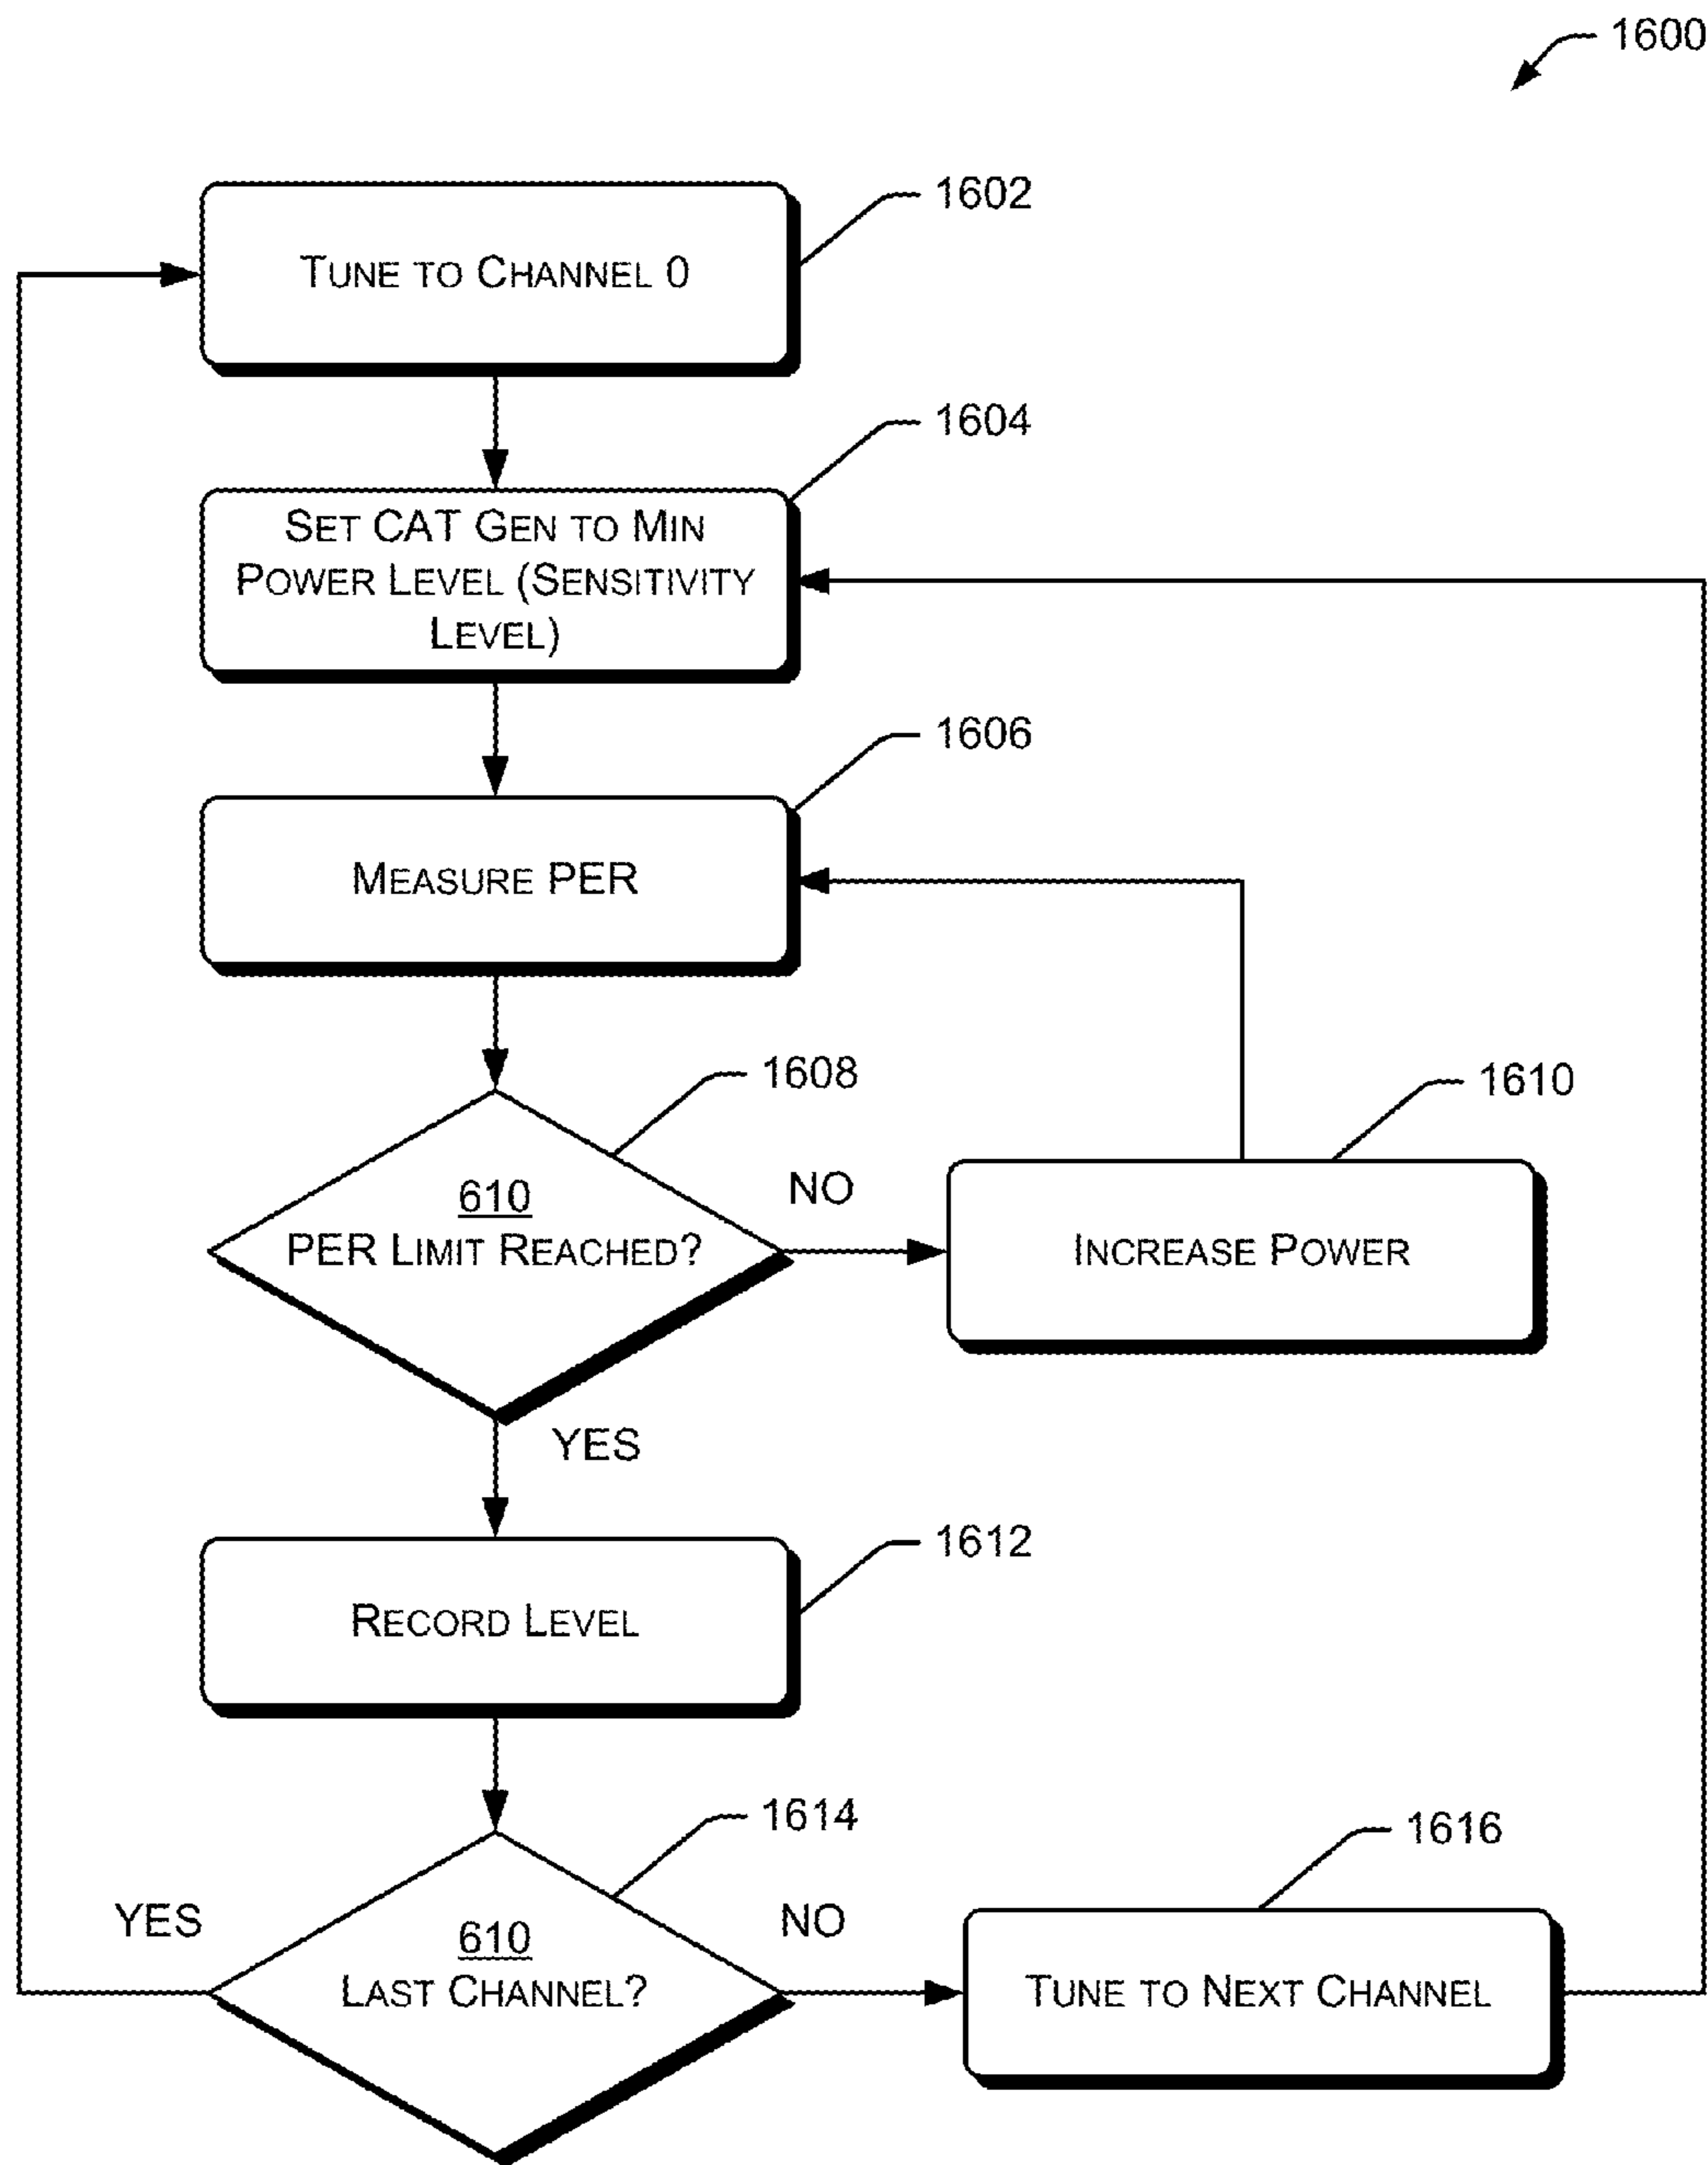 1600
1602
TUNE TO CHANNEL 0
1604
SET CAT GEN TO MIN
POWER LEVEL (SENSITIVITY
LEVEL)
1606
MEASURE PER
1608
610
PER LIMIT REACHED?
NO
1610
INCREASE POWER
YES
1612
RECORD LEVEL
1614
YES
610
LAST CHANNEL?
NO
1616
TUNE TO NEXT CHANNEL